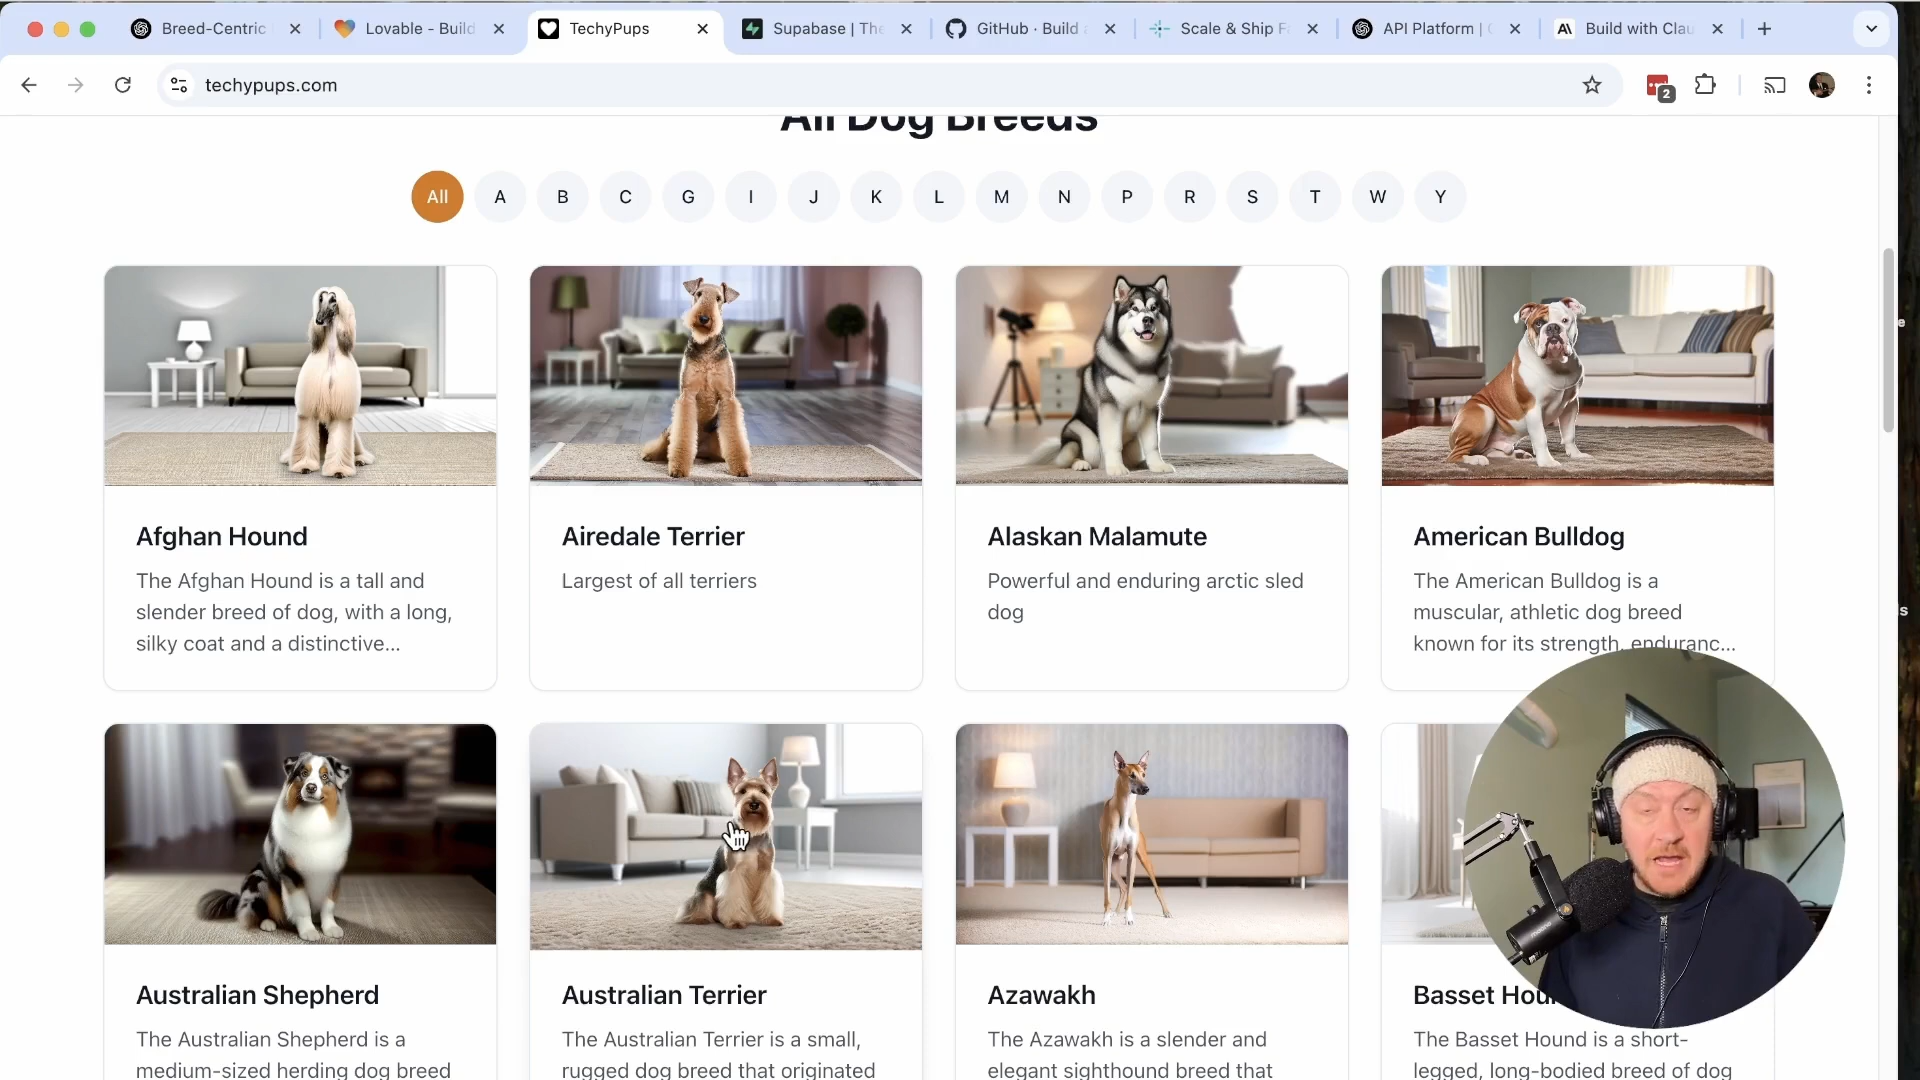 Breed-Centric
Lovable - Build
TechyPups
Supabase | The
GitHub · Build a
Scale & Ship Fa
API Platform |
Build with Clau
techypups.com
2
All Dog Breeds
All A B C G I J K L M N P R S T W Y
Afghan Hound
The Afghan Hound is a tall and
slender breed of dog, with a long,
silky coat and a distinctive...
Airedale Terrier
Largest of all terriers
Alaskan Malamute
Powerful and enduring arctic sled
dog
American Bulldog
The American Bulldog is a
muscular, athletic dog breed
known for its strength, enduranc...
Australian Shepherd
The Australian Shepherd is a
medium-sized herding dog breed
Australian Terrier
The Australian Terrier is a small,
rugged dog breed that originated
Azawakh
The Azawakh is a slender and
elegant sighthound breed that
Basset Hou
The Basset Hound is a short-
legged, long-bodied breed of dog